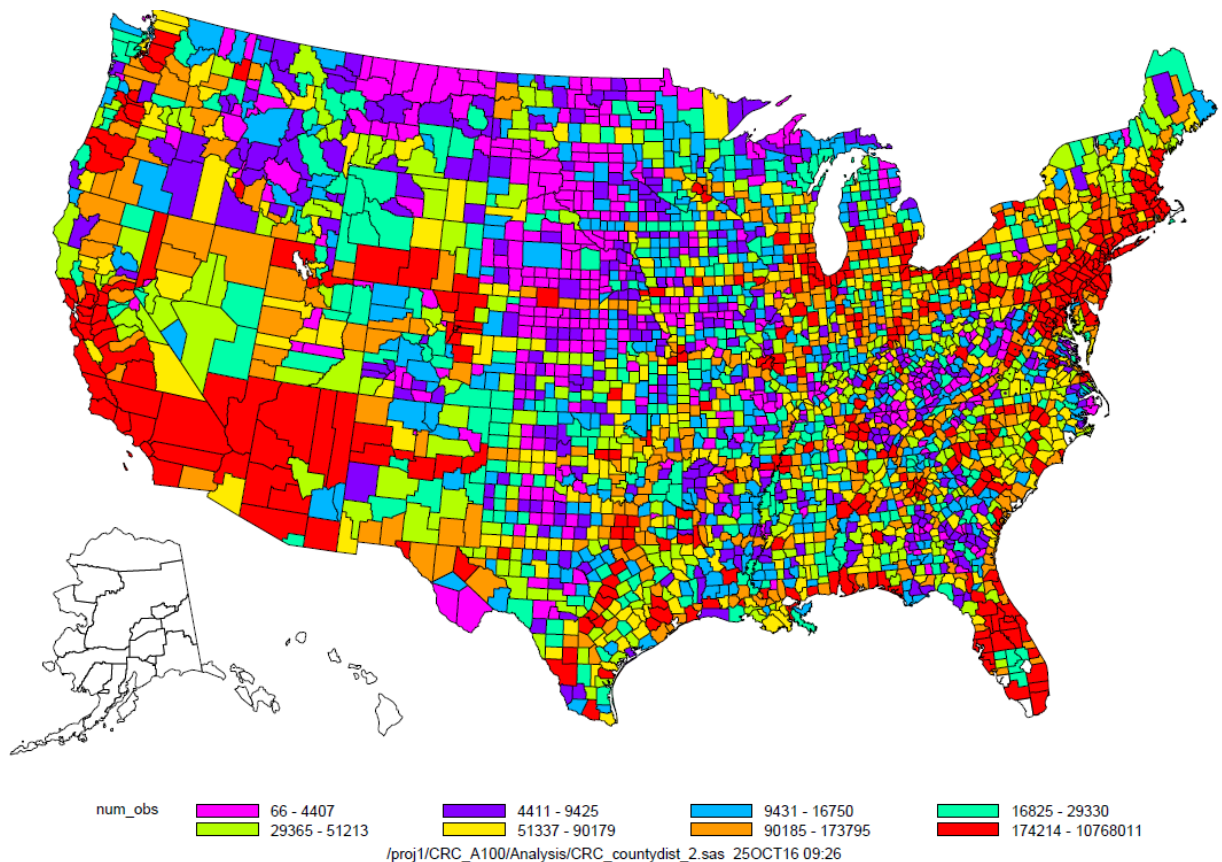 num_obs 66 - 4407 4411 - 9425 9431 - 16750 16825 - 29330
29365 - 51213 51337 - 90179 90185 - 173795 174214 - 10768011
/proj1/CRC_A100/Analysis/CRC_countydist_2.sas 25OCT16 09:26